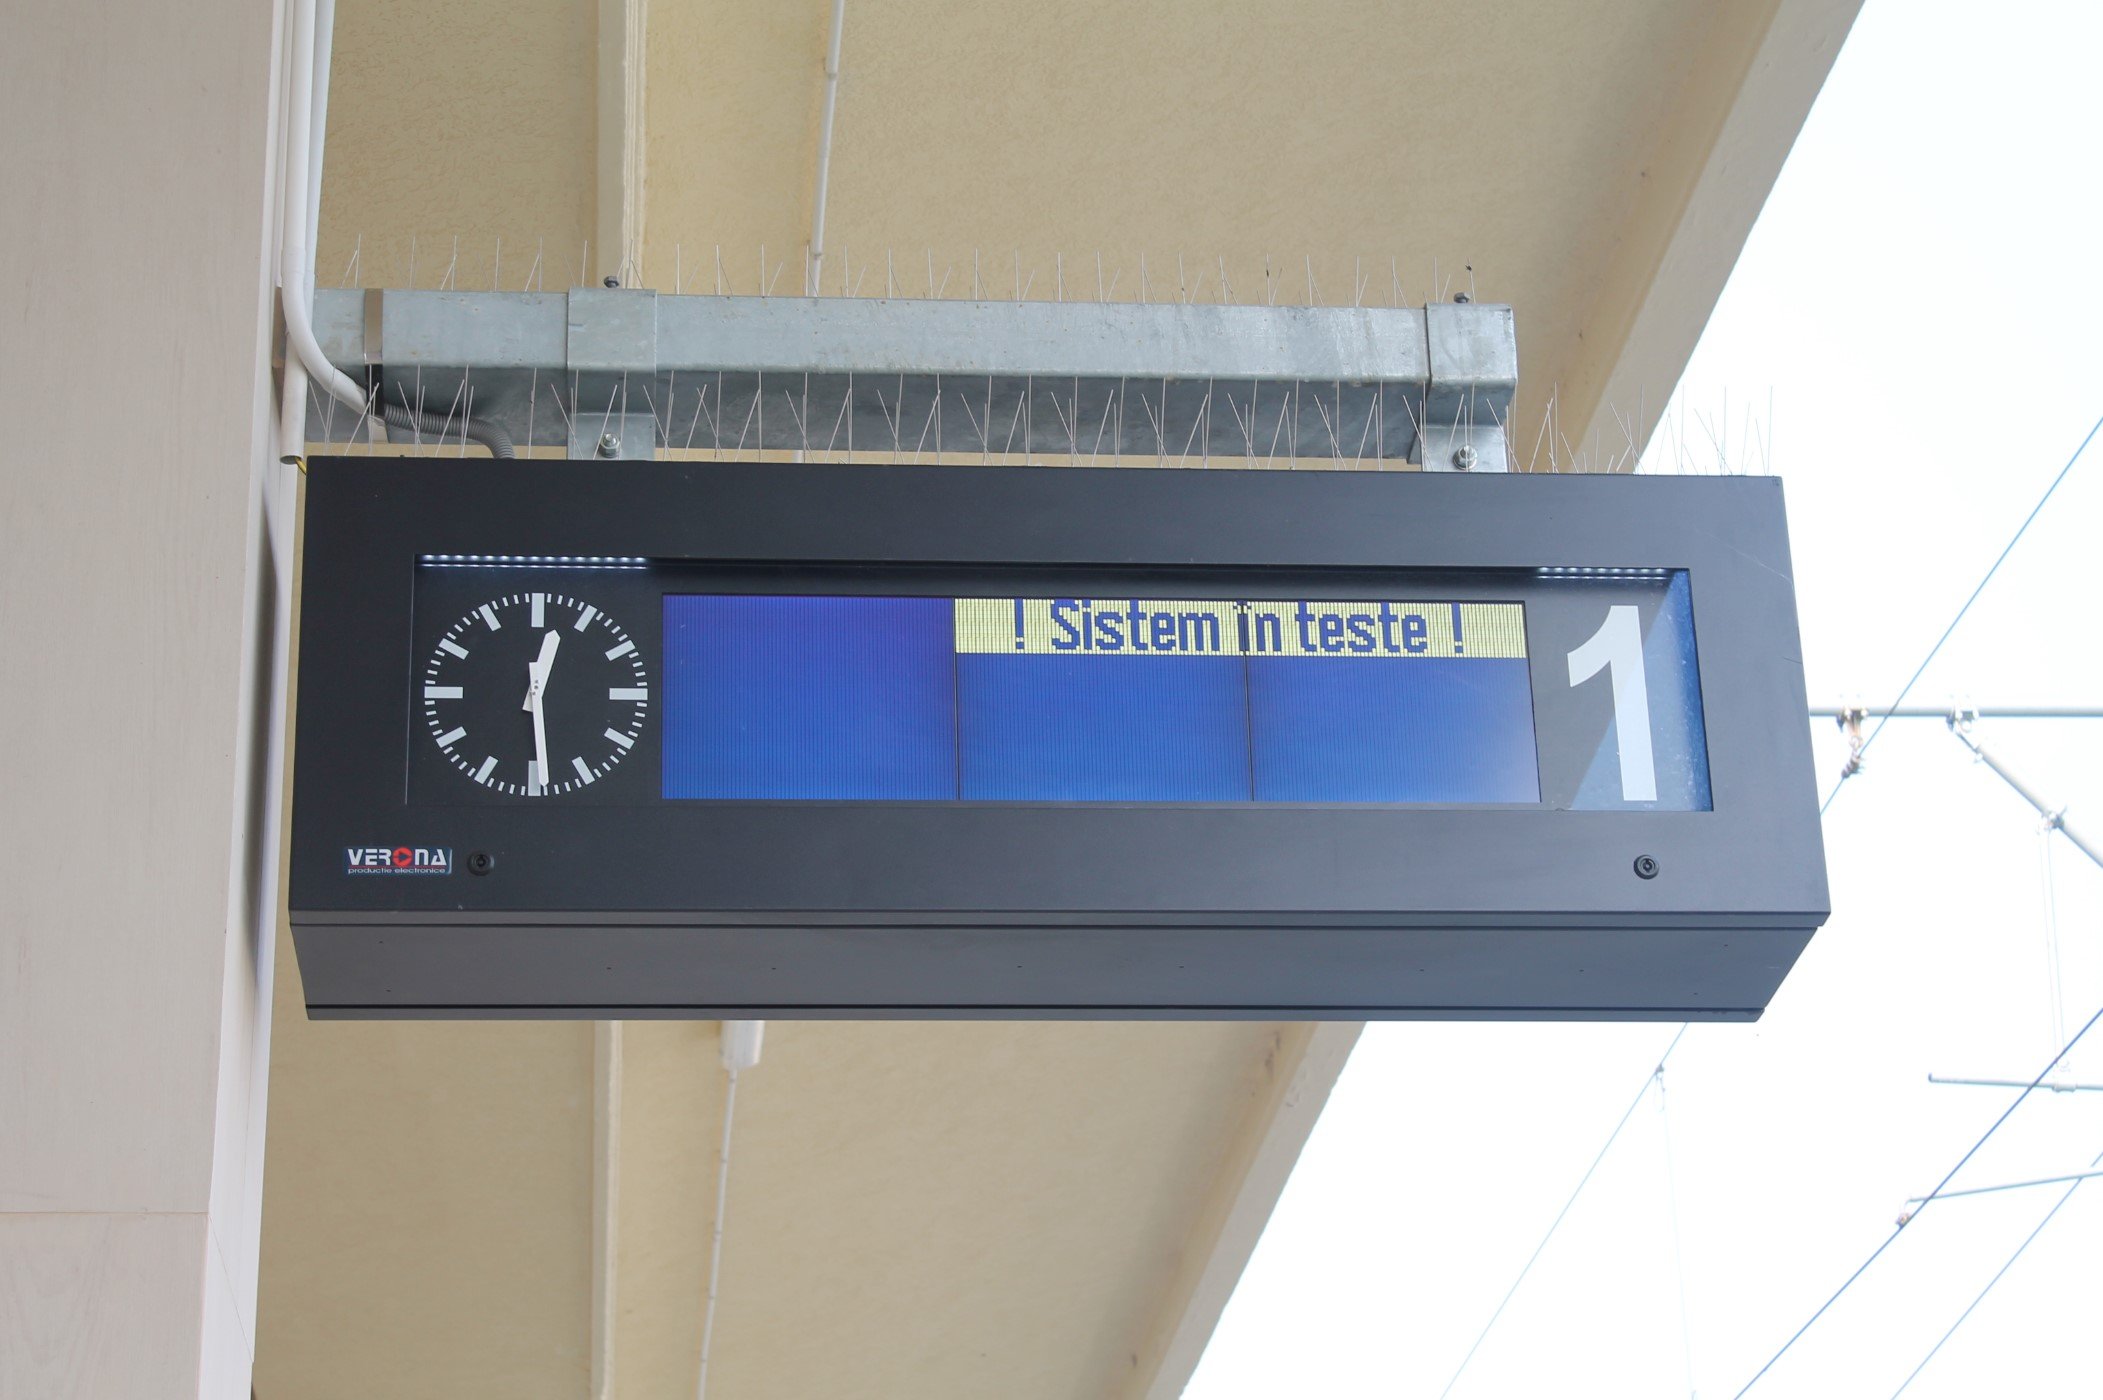 ! Sistem în teste !
1
VERONA
productie electronice